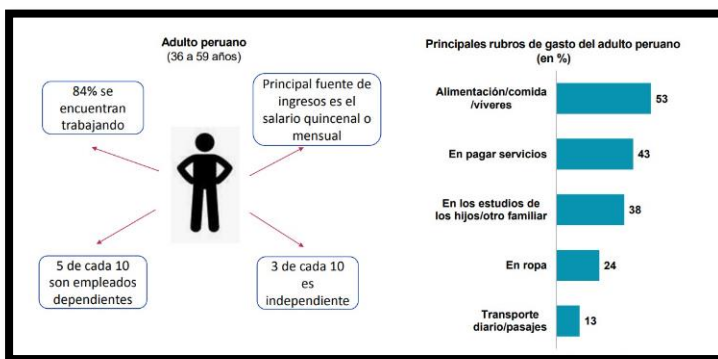 Adulto peruano
(36 a 59 años)
84% se
encuentran
trabajando
Principal fuente de
ingresos es el
salario quincenal o
mensual
5 de cada 10
son empleados
dependientes
3 de cada 10
es
independiente
Principales rubros de gasto del adulto peruano
(en %)
Alimentación/comida
/víveres
53
En pagar servicios
43
En los estudios de
los hijos/otro familiar
38
En ropa
24
Transporte
diario/pasajes
13